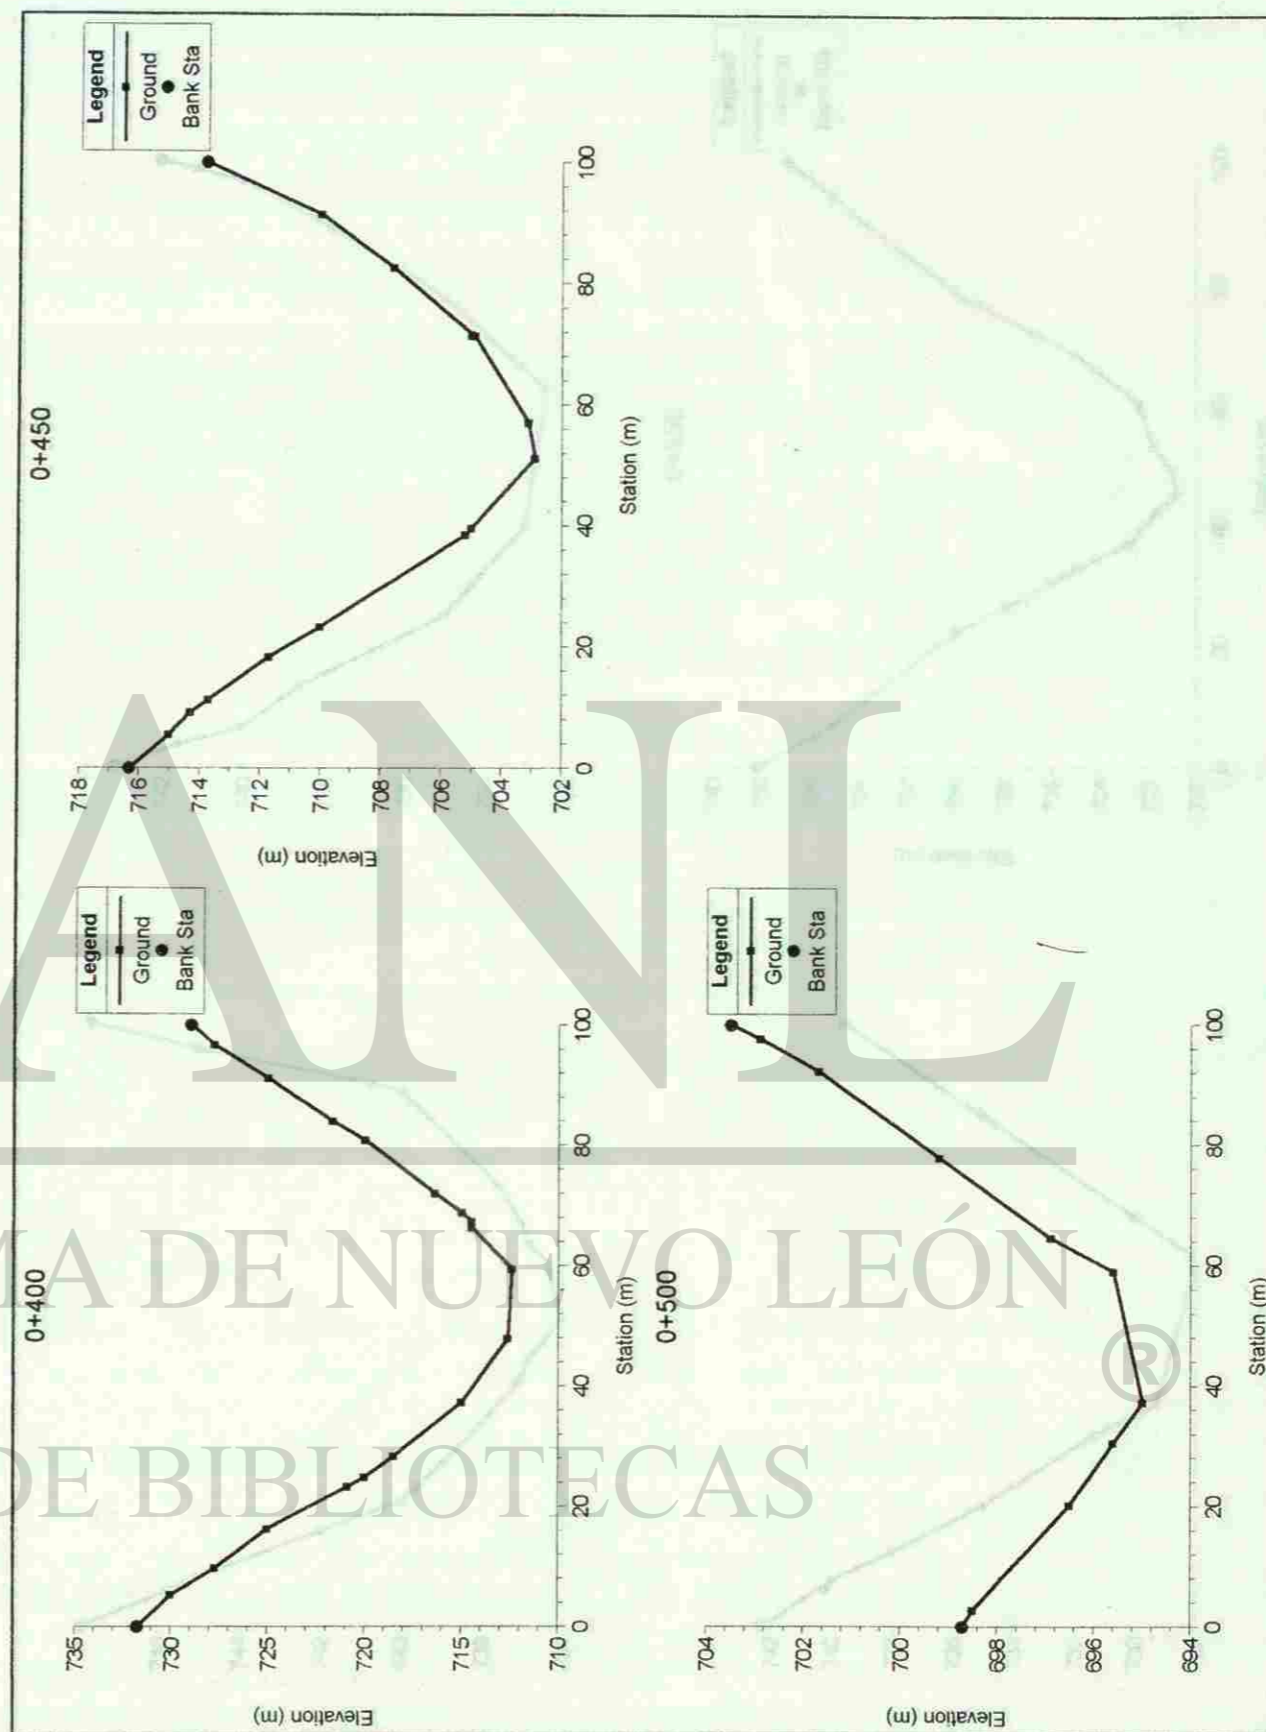 0+400
Legend
Ground
Bank Sta
Elevation (m)
735
730
725
720
715
710
0
20
40
60
80
100
Station (m)
0+450
Legend
Ground
Bank Sta
Elevation (m)
718
716
714
712
710
708
706
704
702
0
20
40
60
80
100
Station (m)
0+500
Legend
Ground
Bank Sta
Elevation (m)
704
702
700
698
696
694
0
20
40
60
80
100
Station (m)
ANL
MA DE NUEVO LEÓN
®
DE BIBLIOTECAS